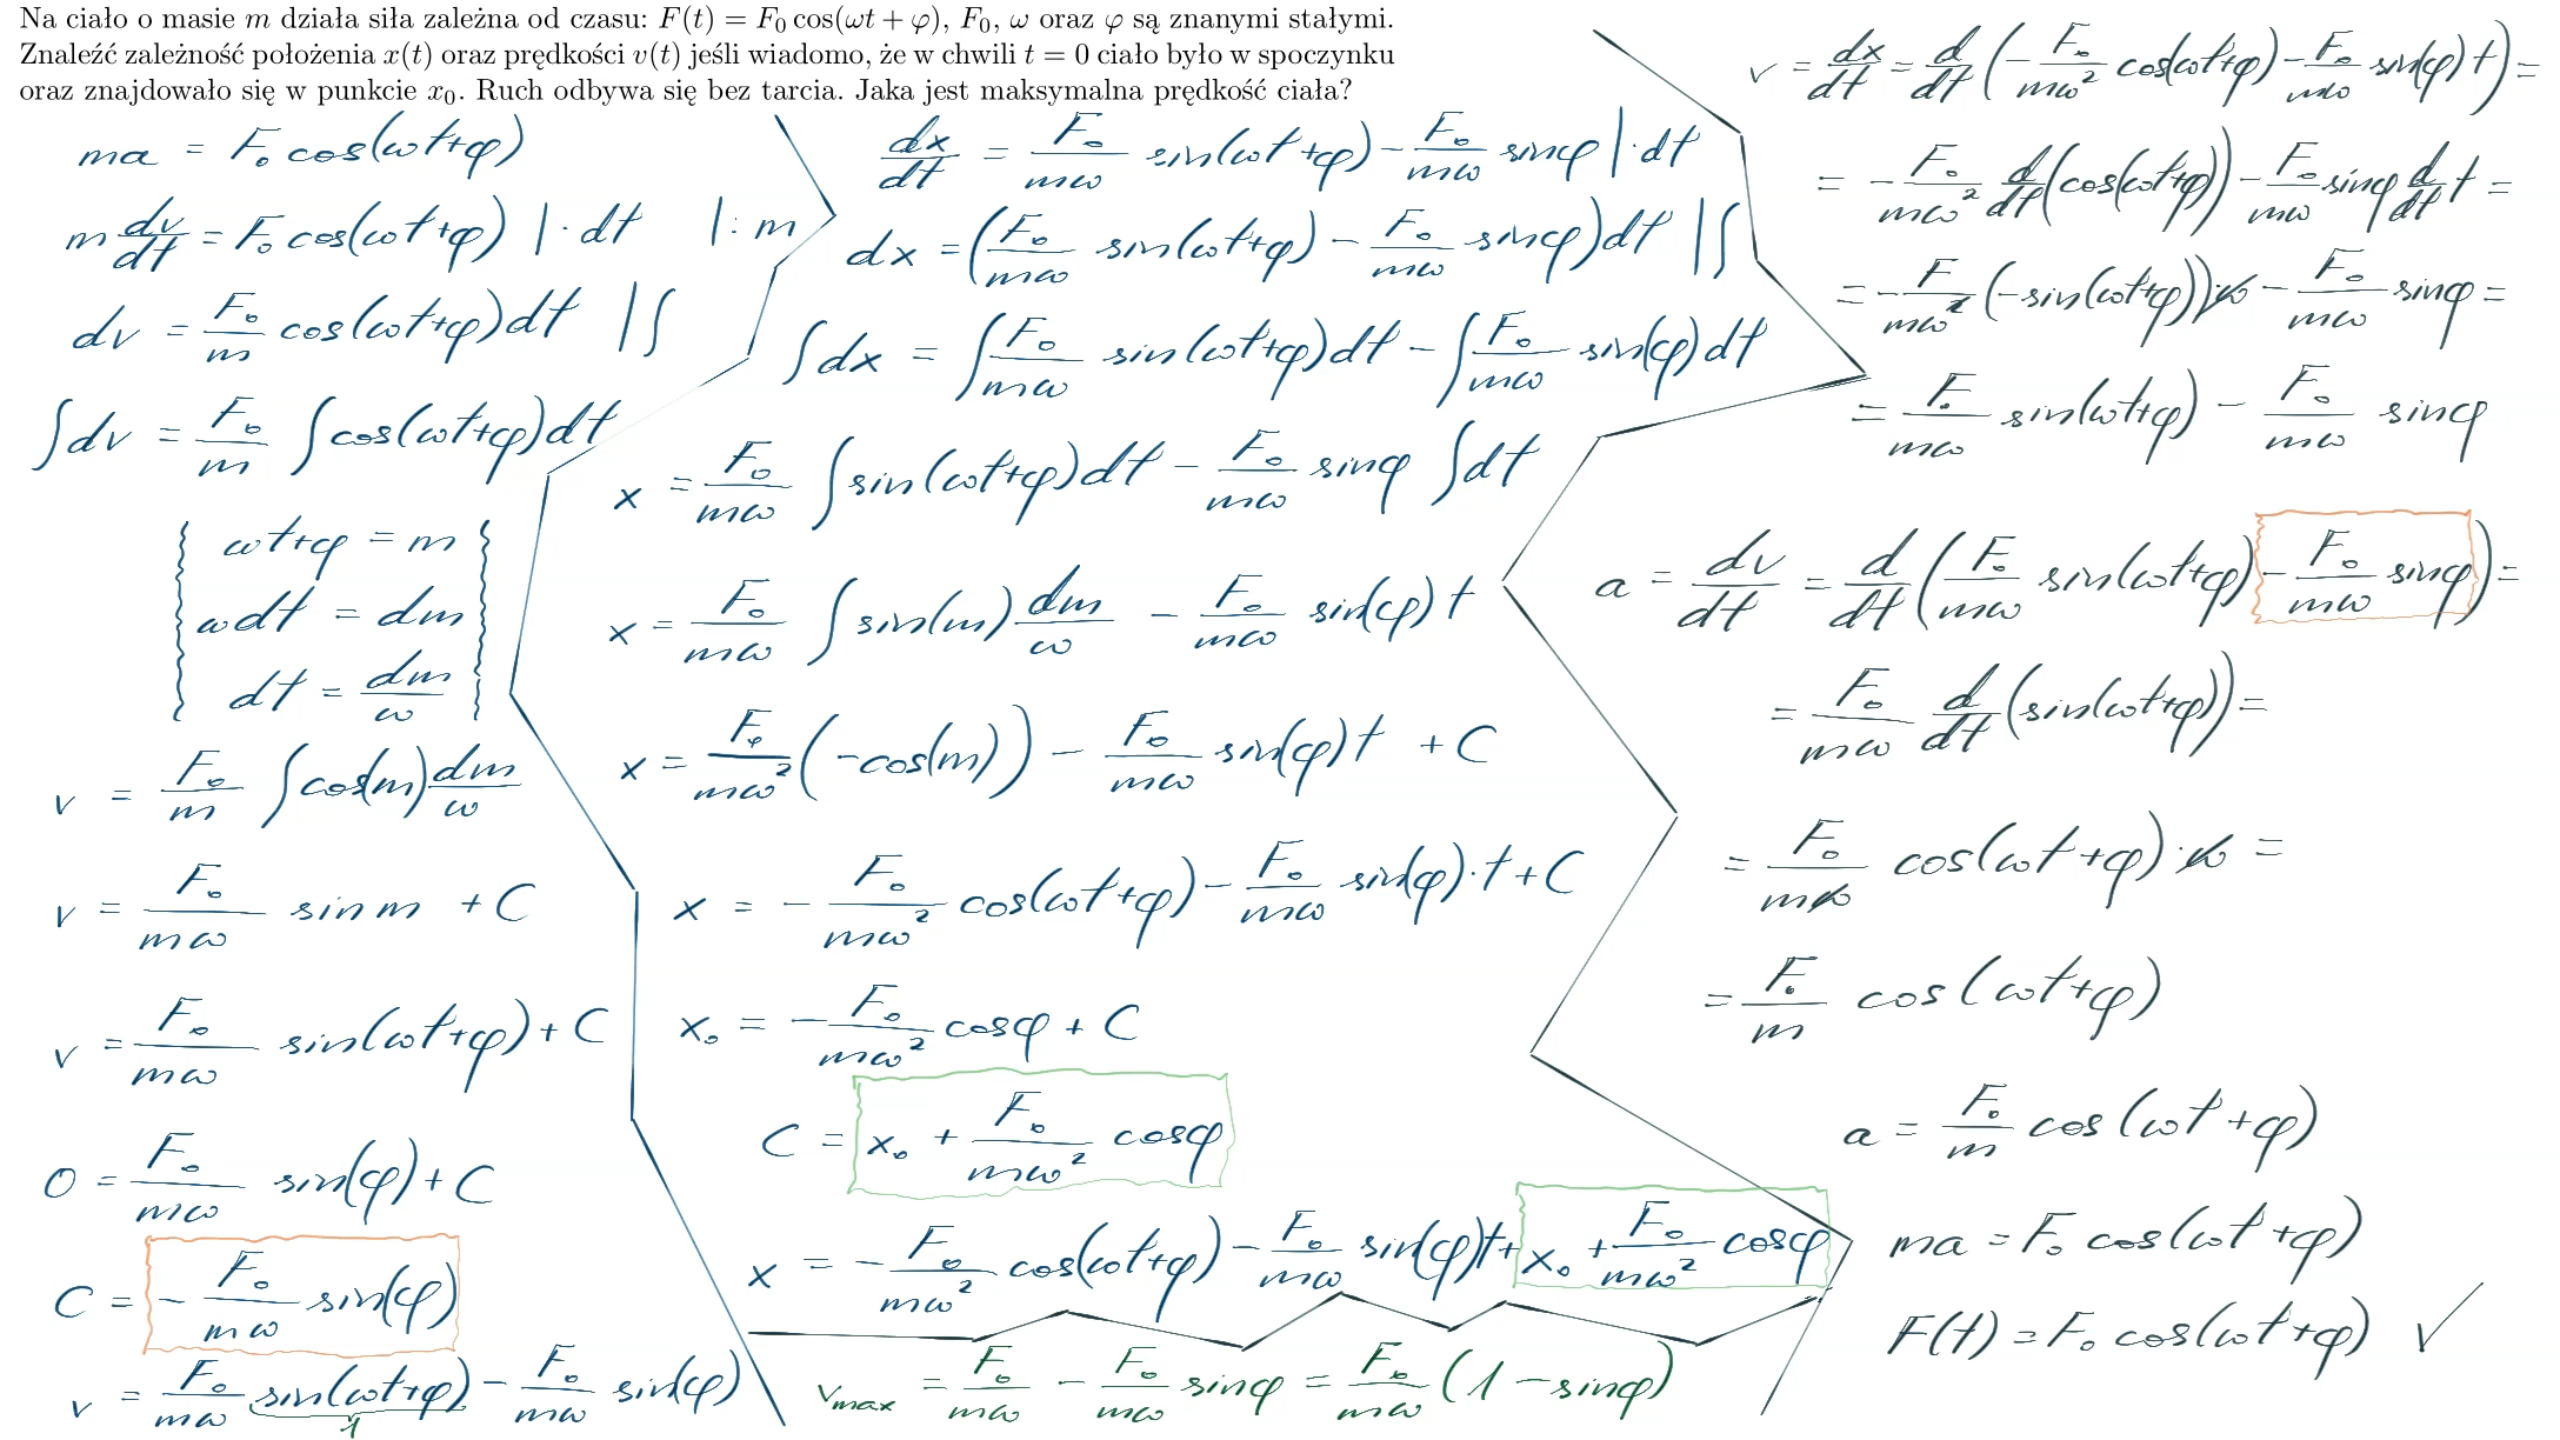 Na ciało o masie m działa siła zależna od czasu: F(t) = F₀ cos(ωt + φ), F₀, ω oraz φ są znanymi stałymi.
Znaleźć zależność położenia x(t) oraz prędkości v(t) jeśli wiadomo, że w chwili t = 0 ciało było w spoczynku
oraz znajdowało się w punkcie x₀. Ruch odbywa się bez tarcia. Jaka jest maksymalna prędkość ciała?
ma = F₀ cos(ωt+φ)
m dv/dt = F₀ cos(ωt+φ) | · dt | : m
dv = F₀/m cos(ωt+φ)dt | ∫
∫dv = F₀/m ∫cos(ωt+φ)dt
{ ωt+φ = m }
{ ωdt = dm }
{ dt = dm/ω }
v = F₀/m ∫cos(m) dm/ω
v = F₀/mω sin m + C
v = F₀/mω sin(ωt+φ) + C
0 = F₀/mω sin(φ) + C
C = - F₀/mω sin(φ)
v = F₀/mω sin(ωt+φ) - F₀/mω sin(φ)
1
dx/dt = F₀/mω sin(ωt+φ) - F₀/mω sinφ | · dt
dx = (F₀/mω sin(ωt+φ) - F₀/mω sinφ)dt | ∫
∫dx = ∫F₀/mω sin(ωt+φ)dt - ∫F₀/mω sin(φ)dt
x = F₀/mω ∫sin(ωt+φ)dt - F₀/mω sinφ ∫dt
x = F₀/mω ∫sin(m) dm/ω - F₀/mω sin(φ) t
x = F₀/mω² (-cos(m)) - F₀/mω sin(φ)t + C
x = - F₀/mω² cos(ωt+φ) - F₀/mω sin(φ)·t + C
x₀ = - F₀/mω² cosφ + C
C = x₀ + F₀/mω² cosφ
x = - F₀/mω² cos(ωt+φ) - F₀/mω sin(φ)t + x₀ + F₀/mω² cosφ
vmax = F₀/mω - F₀/mω sinφ = F₀/mω (1 - sinφ)
v = dx/dt = d/dt (- F₀/mω² cos(ωt+φ) - F₀/mω sin(φ) t) =
= - F₀/mω² d/dt (cos(ωt+φ)) - F₀/mω sinφ d/dt t =
= - F/mω² (-sin(ωt+φ))·ω - F₀/mω sinφ =
= F₀/mω sin(ωt+φ) - F₀/mω sinφ
a = dv/dt = d/dt (F₀/mω sin(ωt+φ) - F₀/mω sinφ) =
= F₀/mω d/dt (sin(ωt+φ)) =
= F₀/mω cos(ωt+φ)·ω =
= F₀/m cos(ωt+φ)
a = F₀/m cos(ωt+φ)
ma = F₀ cos(ωt+φ)
F(t) = F₀ cos(ωt+φ) ✓